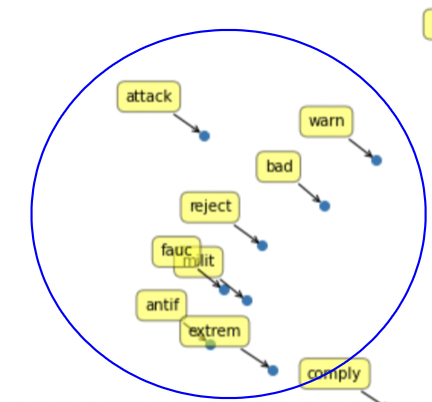 attack
warn
bad
reject
fauc
milit
antif
extrem
comply